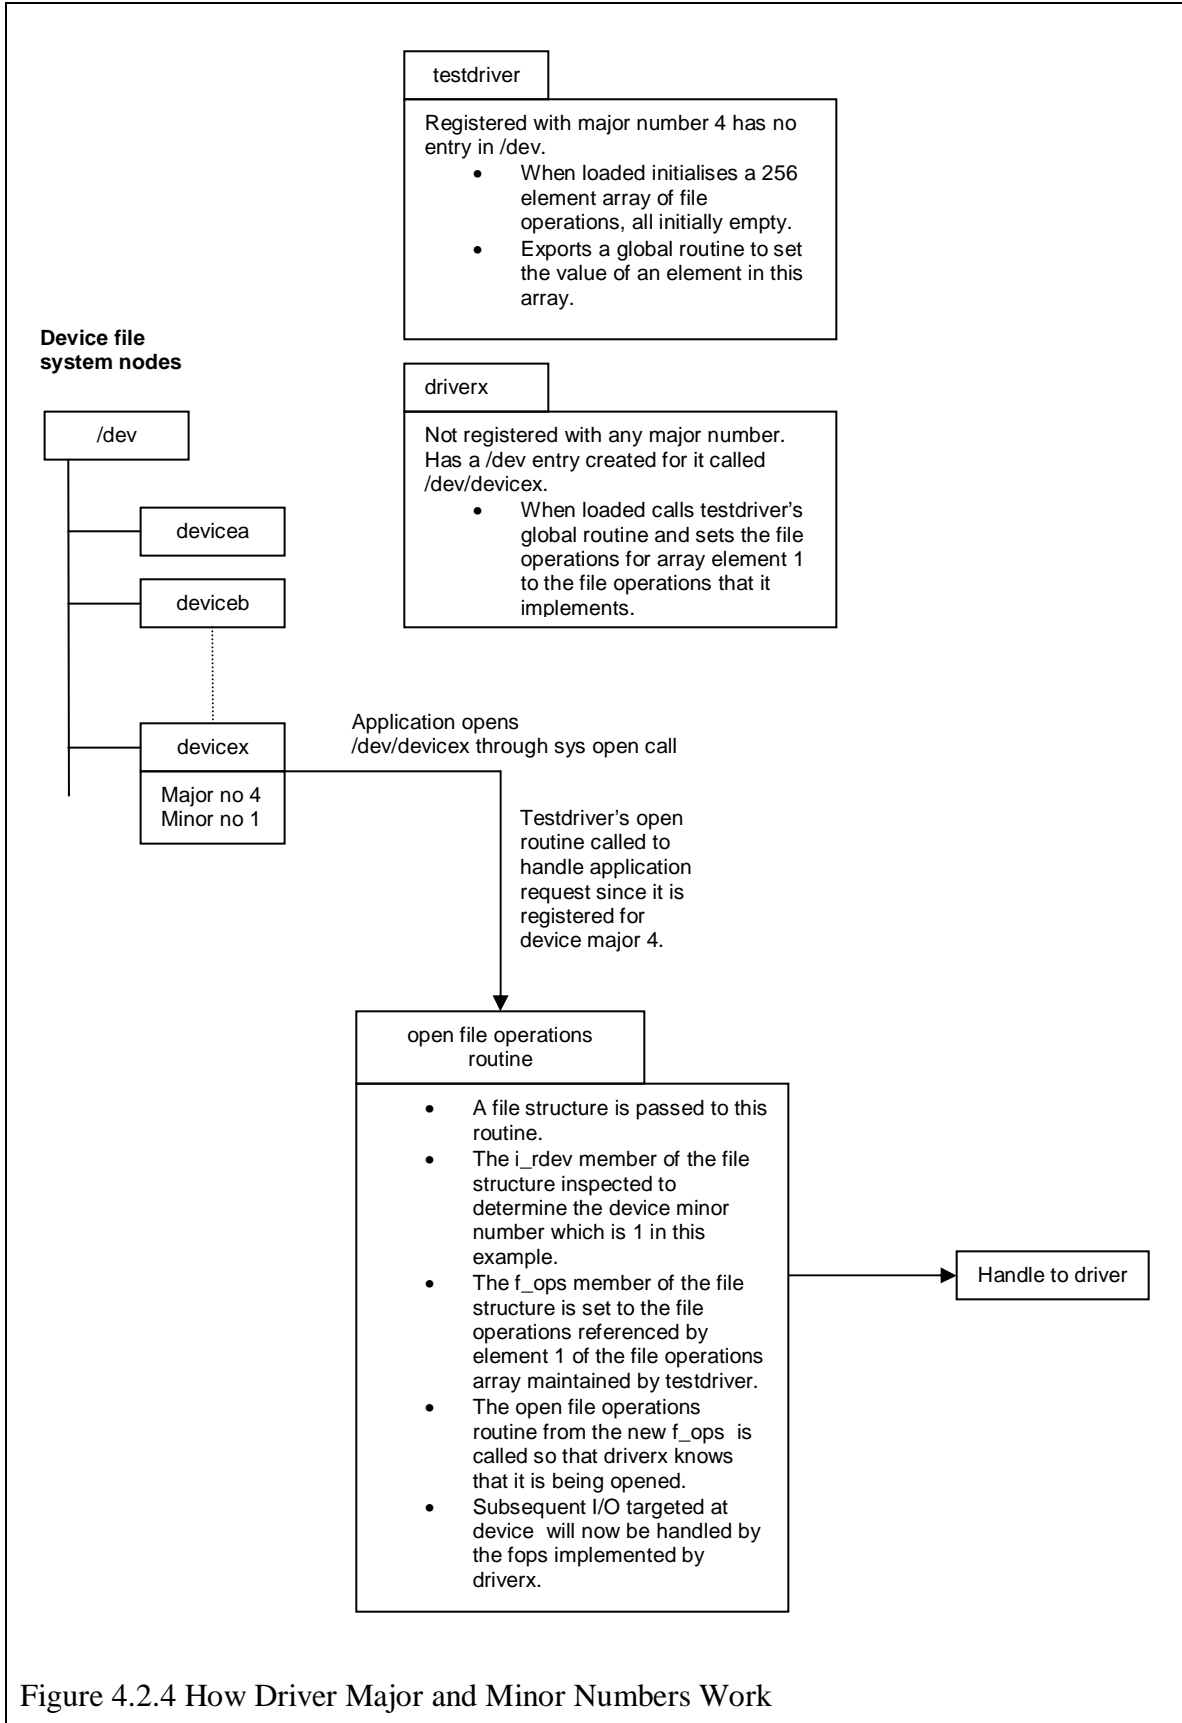 testdriver
Registered with major number 4 has no
entry in /dev.
• When loaded initialises a 256
element array of file
operations, all initially empty.
• Exports a global routine to set
the value of an element in this
array.
Device file
system nodes
driverx
Not registered with any major number.
Has a /dev entry created for it called
/dev/devicex.
• When loaded calls testdriver’s
global routine and sets the file
operations for array element 1
to the file operations that it
implements.
/dev
devicea
deviceb
devicex
Major no 4
Minor no 1
Application opens
/dev/devicex through sys open call
Testdriver’s open
routine called to
handle application
request since it is
registered for
device major 4.
open file operations
routine
• A file structure is passed to this
routine.
• The i_rdev member of the file
structure inspected to
determine the device minor
number which is 1 in this
example.
• The f_ops member of the file
structure is set to the file
operations referenced by
element 1 of the file operations
array maintained by testdriver.
• The open file operations
routine from the new f_ops is
called so that driverx knows
that it is being opened.
• Subsequent I/O targeted at
device will now be handled by
the fops implemented by
driverx.
Handle to driver
Figure 4.2.4 How Driver Major and Minor Numbers Work